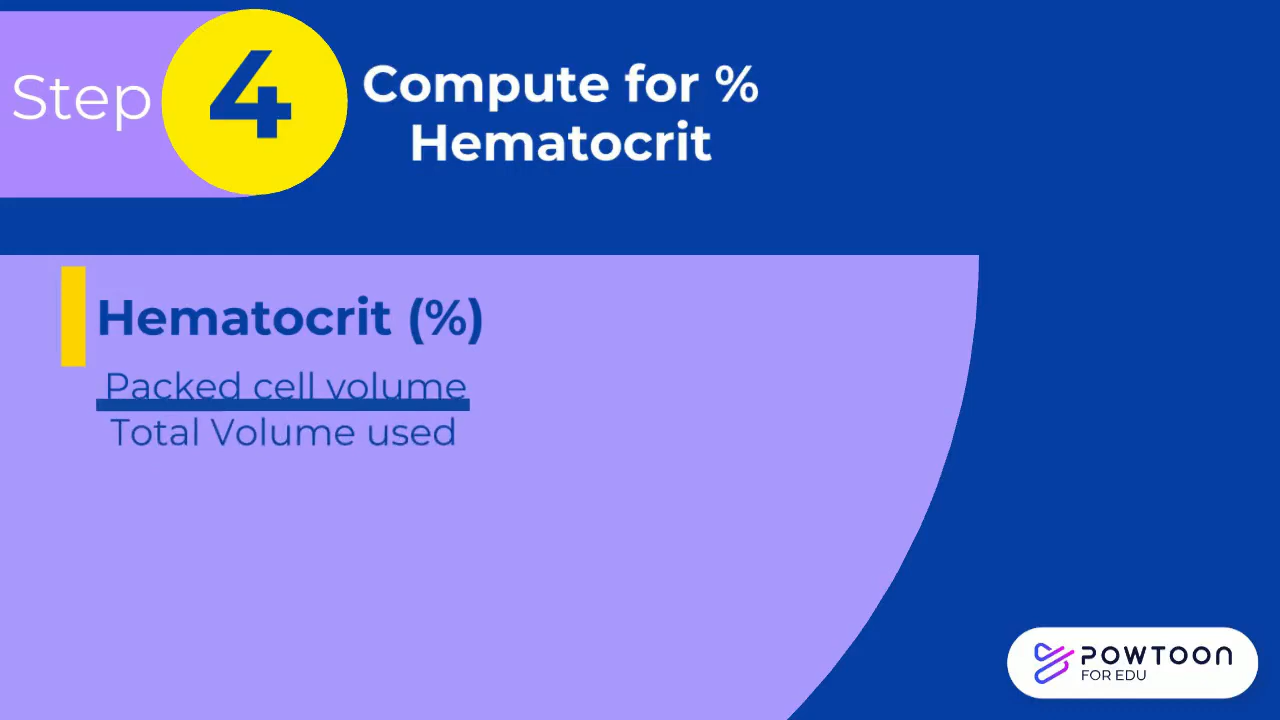 Step
4
Compute for %
Hematocrit
Hematocrit (%)
Packed cell volume
Total Volume used
POWTOON
FOR EDU